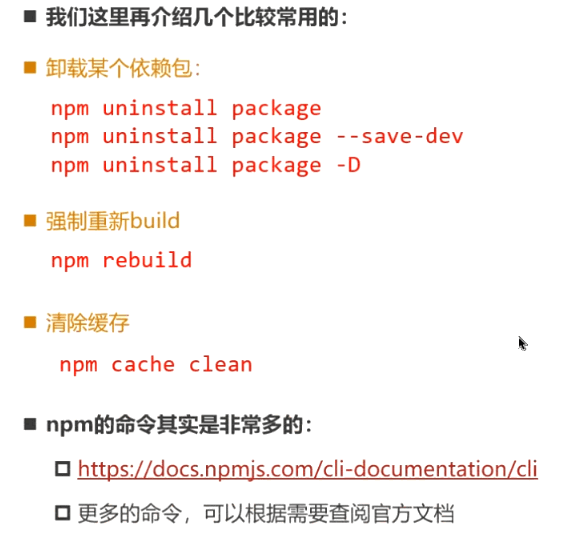 我们这里再介绍几个比较常用的：
卸载某个依赖包：
npm uninstall package
npm uninstall package --save-dev
npm uninstall package -D
强制重新build
npm rebuild
清除缓存
npm cache clean
npm的命令其实是非常多的：
https://docs.npmjs.com/cli-documentation/cli
更多的命令，可以根据需要查阅官方文档